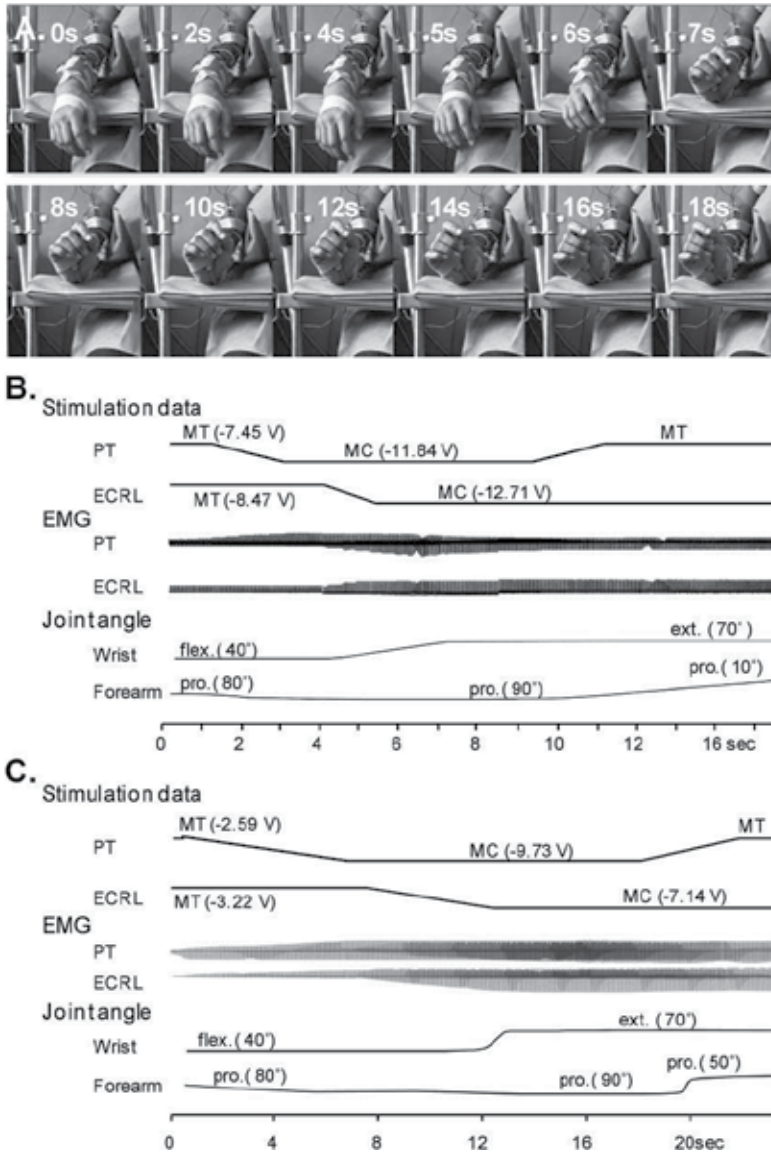 A. 0s 2s 4s 5s 6s 7s
8s 10s 12s 14s 16s 18s
B.
Stimulation data
MT (-7.45 V) MT
PT MC (-11.84 V)
ECRL MT (-8.47 V) MC (-12.71 V)
EMG
PT
ECRL
Joint angle
ext. (70°)
Wrist flex. (40°)
pro. (10°)
Forearm pro. (80°) pro. (90°)
0 2 4 6 8 10 12 16 sec
C.
Stimulation data
MT (-2.59 V) MT
PT MC (-9.73 V)
ECRL MT (-3.22 V) MC (-7.14 V)
EMG
PT
ECRL
Joint angle
ext. (70°)
Wrist flex. (40°)
pro. (50°)
Forearm pro. (80°) pro. (90°)
0 4 8 12 16 20sec